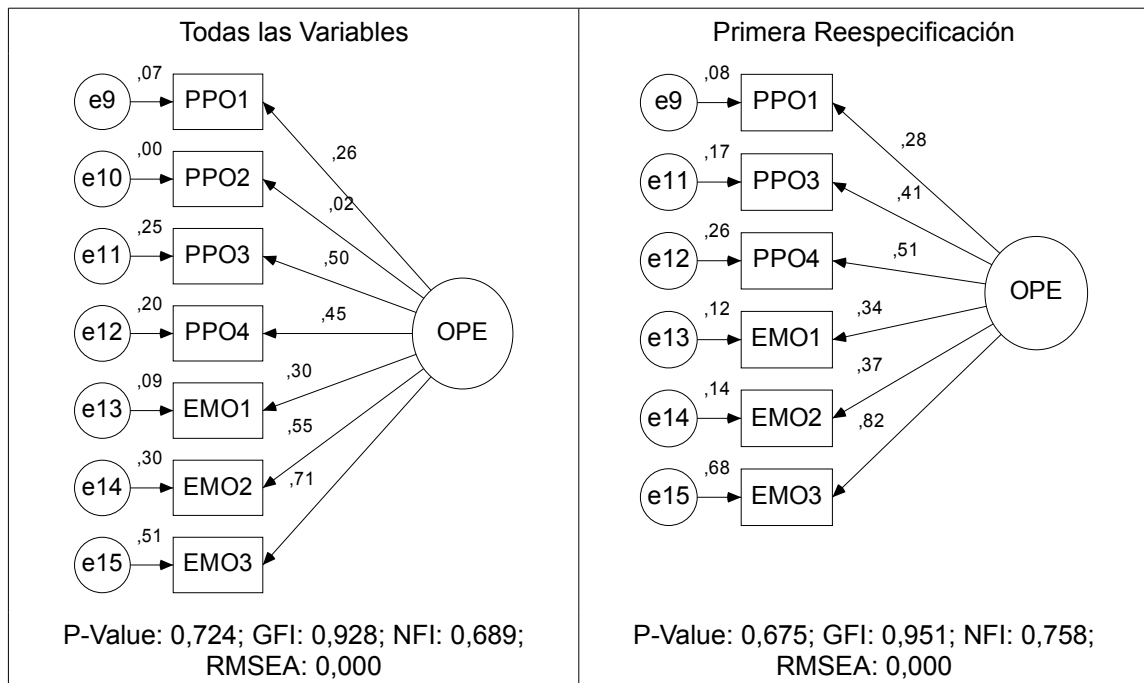 Todas las Variables
,07
e9 PPO1
,26
,00
e10 PPO2
,02
,25
e11 PPO3
,50
,20
e12 PPO4
,45
OPE
,09
e13 EMO1
,30
,30
e14 EMO2
,55
,51
e15 EMO3
,71
P-Value: 0,724; GFI: 0,928; NFI: 0,689;
RMSEA: 0,000
Primera Reespecificación
,08
e9 PPO1
,28
,17
e11 PPO3
,41
,26
e12 PPO4
,51
OPE
,12
e13 EMO1
,34
,14
e14 EMO2
,37
,68
e15 EMO3
,82
P-Value: 0,675; GFI: 0,951; NFI: 0,758;
RMSEA: 0,000